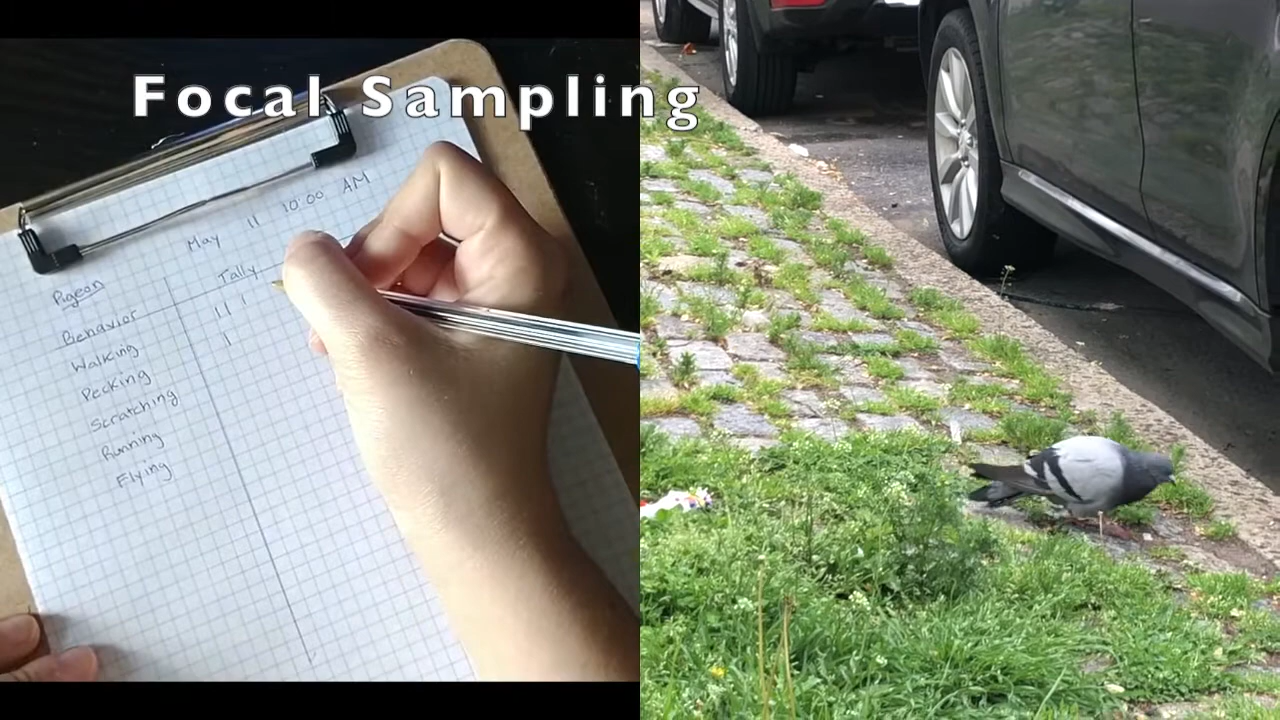 Focal Sampling
May 11 10:00 AM
Pigeon
Behavior Tally
Walking
Pecking
Scratching
Running
Flying